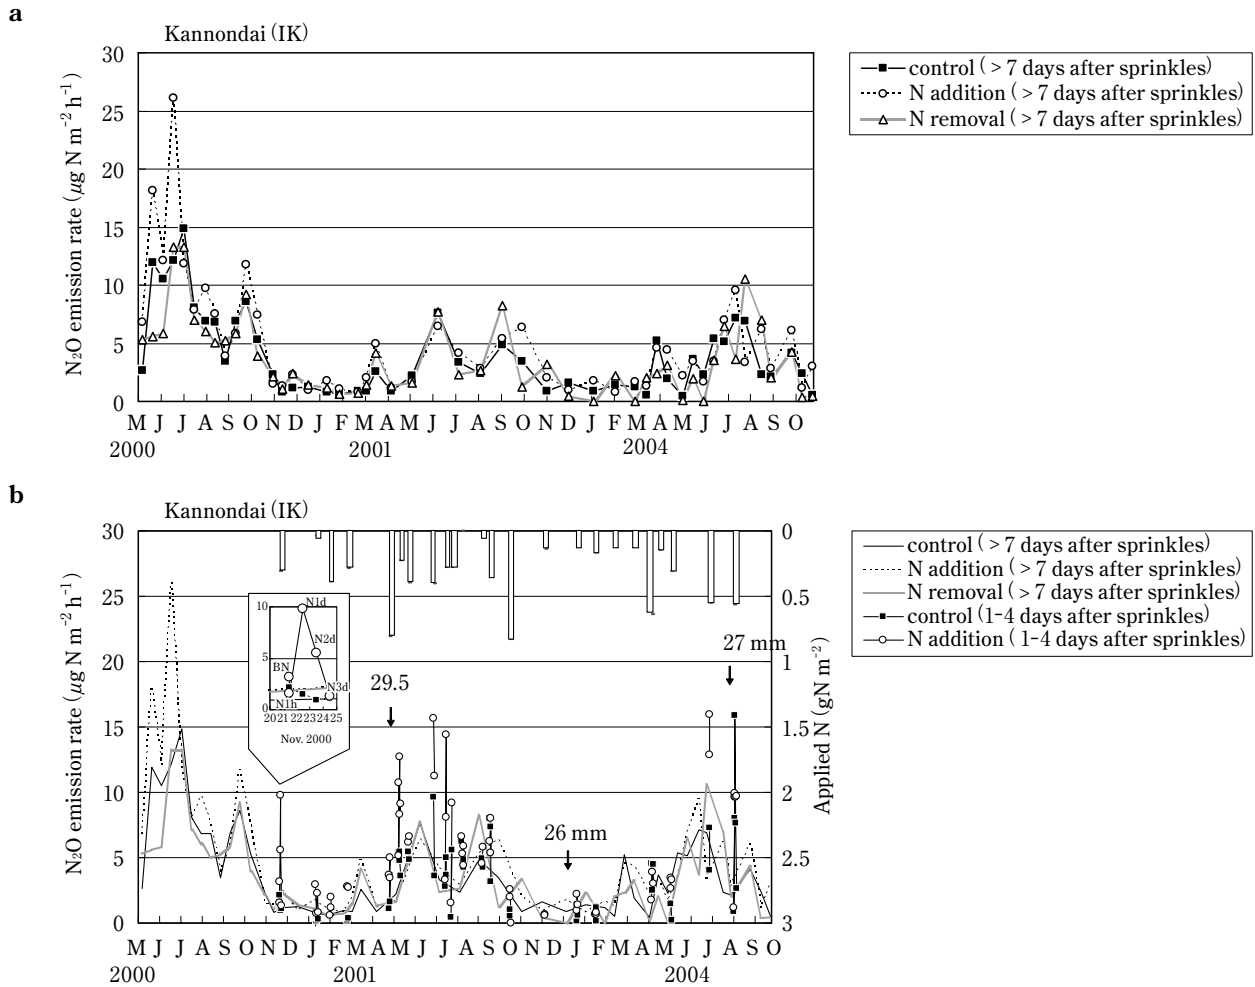 a
Kannondai (IK)
30
25
20
15
10
5
0
N₂O emission rate (μg N m⁻² h⁻¹)
M J J A S O N D J F M A M J J A S O N D J F M A M J J A S O
2000 2001 2004
control ( > 7 days after sprinkles)
N addition ( > 7 days after sprinkles)
N removal ( > 7 days after sprinkles)
b
Kannondai (IK)
30
25
20
15
10
5
0
N₂O emission rate (μg N m⁻² h⁻¹)
10
5
0
N1d
N2d
BN
N3d
N1h
20 21 22 23 24 25
Nov. 2000
29.5
26 mm
27 mm
0
0.5
1
1.5
2
2.5
3
Applied N (gN m⁻²)
M J J A S O N D J F M A M J J A S O N D J F M A M J J A S O
2000 2001 2004
control ( > 7 days after sprinkles)
N addition ( > 7 days after sprinkles)
N removal ( > 7 days after sprinkles)
control (1-4 days after sprinkles)
N addition ( 1-4 days after sprinkles)